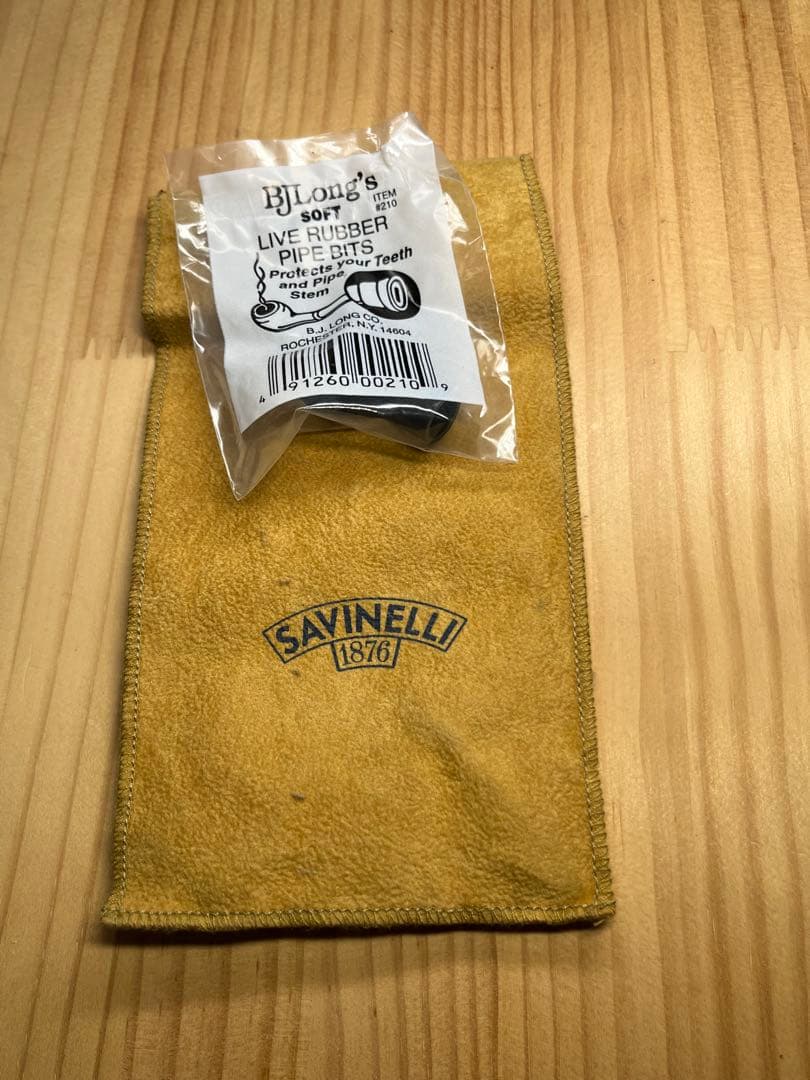 BJLong's
SOFT
ITEM
#210
LIVE RUBBER
PIPE BITS
Protects your Teeth
and Pipe
Stem
B.J. LONG CO.
ROCHESTER, N.Y. 14604
4 91260 00210 9
SAVINELLI
1876